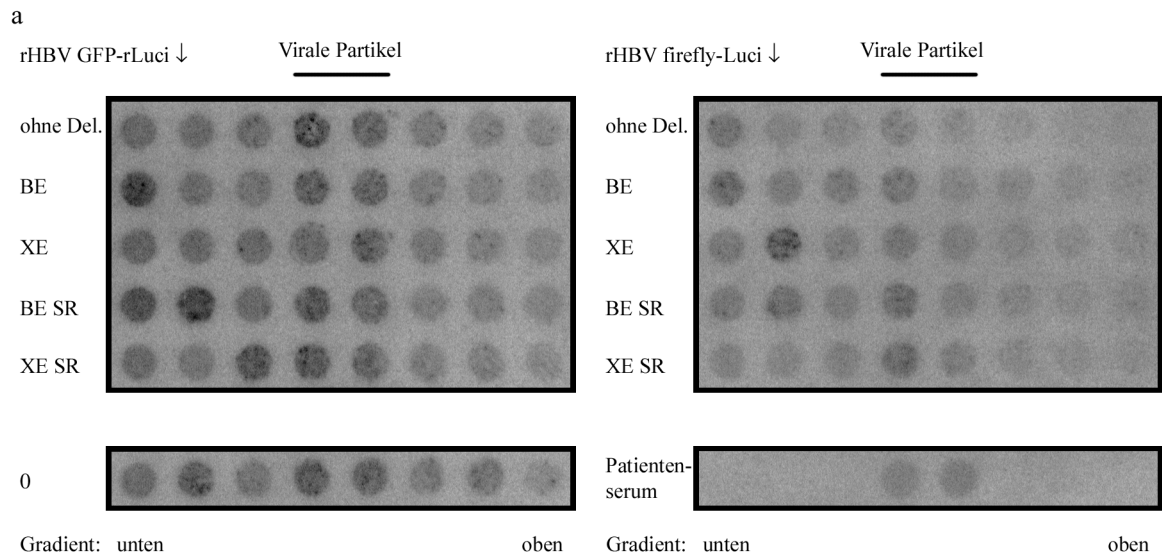 a
rHBV GFP-rLuci ↓
Virale Partikel
ohne Del.
BE
XE
BE SR
XE SR
0
Gradient: unten oben
rHBV firefly-Luci ↓
Virale Partikel
ohne Del.
BE
XE
BE SR
XE SR
Patienten-
serum
Gradient: unten oben